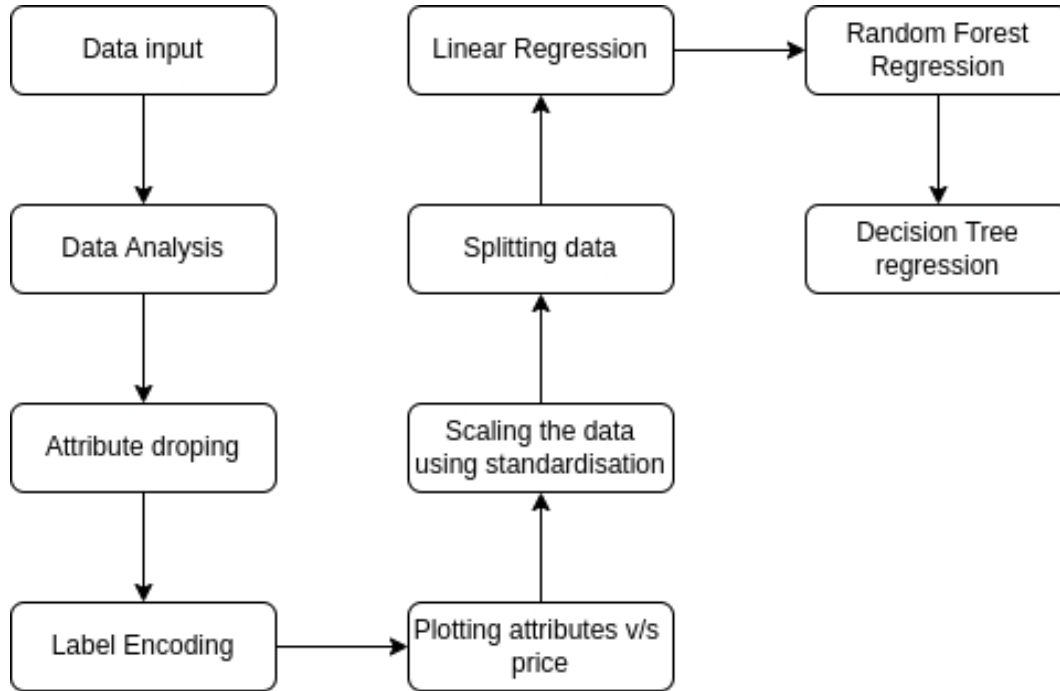 Data input
Data Analysis
Attribute droping
Label Encoding
Plotting attributes v/s
price
Scaling the data
using standardisation
Splitting data
Linear Regression
Random Forest
Regression
Decision Tree
regression